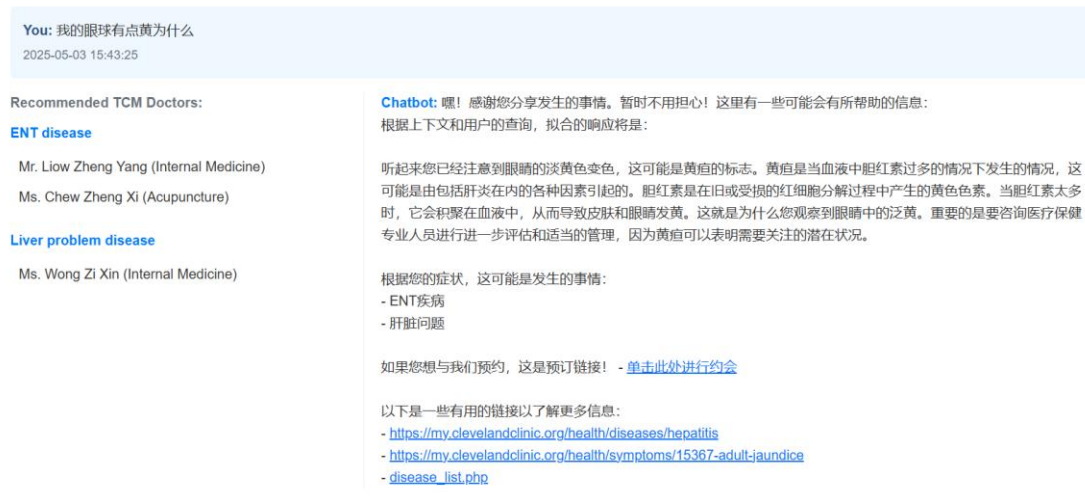 You: 我的眼球有点黄为什么
2025-05-03 15:43:25
Recommended TCM Doctors:
ENT disease
Mr. Liow Zheng Yang (Internal Medicine)
Ms. Chew Zheng Xi (Acupuncture)
Liver problem disease
Ms. Wong Zi Xin (Internal Medicine)
Chatbot: 嘿！感谢您分享发生的事情。暂时不用担心！这里有一些可能会有所帮助的信息：
根据上下文和用户的查询，拟合的响应将是：
听起来您已经注意到眼睛的淡黄色变色，这可能是黄疸的标志。黄疸是当血液中胆红素过多的情况下发生的情况，这
可能是由包括肝炎在内的各种因素引起的。胆红素是在旧或受损的红细胞分解过程中产生的黄色色素。当胆红素太多
时，它会积聚在血液中，从而导致皮肤和眼睛发黄。这就是为什么您观察到眼睛中的泛黄。重要的是要咨询医疗保健
专业人员进行进一步评估和适当的管理，因为黄疸可以表明需要关注的潜在状况。
根据您的症状，这可能是发生的事情：
- ENT疾病
- 肝脏问题
如果您想与我们预约，这是预订链接！ - 单击此处进行约会
以下是一些有用的链接以了解更多信息：
- https://my.clevelandclinic.org/health/diseases/hepatitis
- https://my.clevelandclinic.org/health/symptoms/15367-adult-jaundice
- disease_list.php